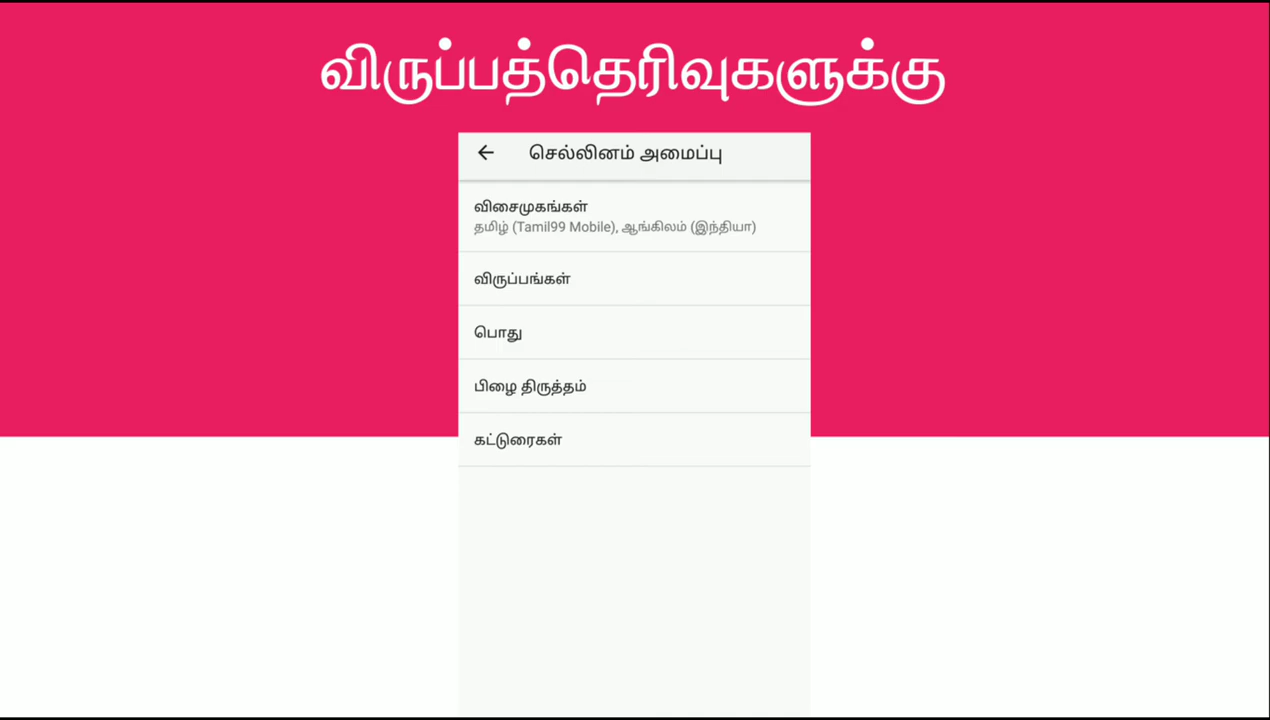 விருப்பத்தெரிவுகளுக்கு
செல்லினம் அமைப்பு
விசைமுகங்கள்
தமிழ் (Tamil99 Mobile), ஆங்கிலம் (இந்தியா)
விருப்பங்கள்
பொது
பிழை திருத்தம்
கட்டுரைகள்